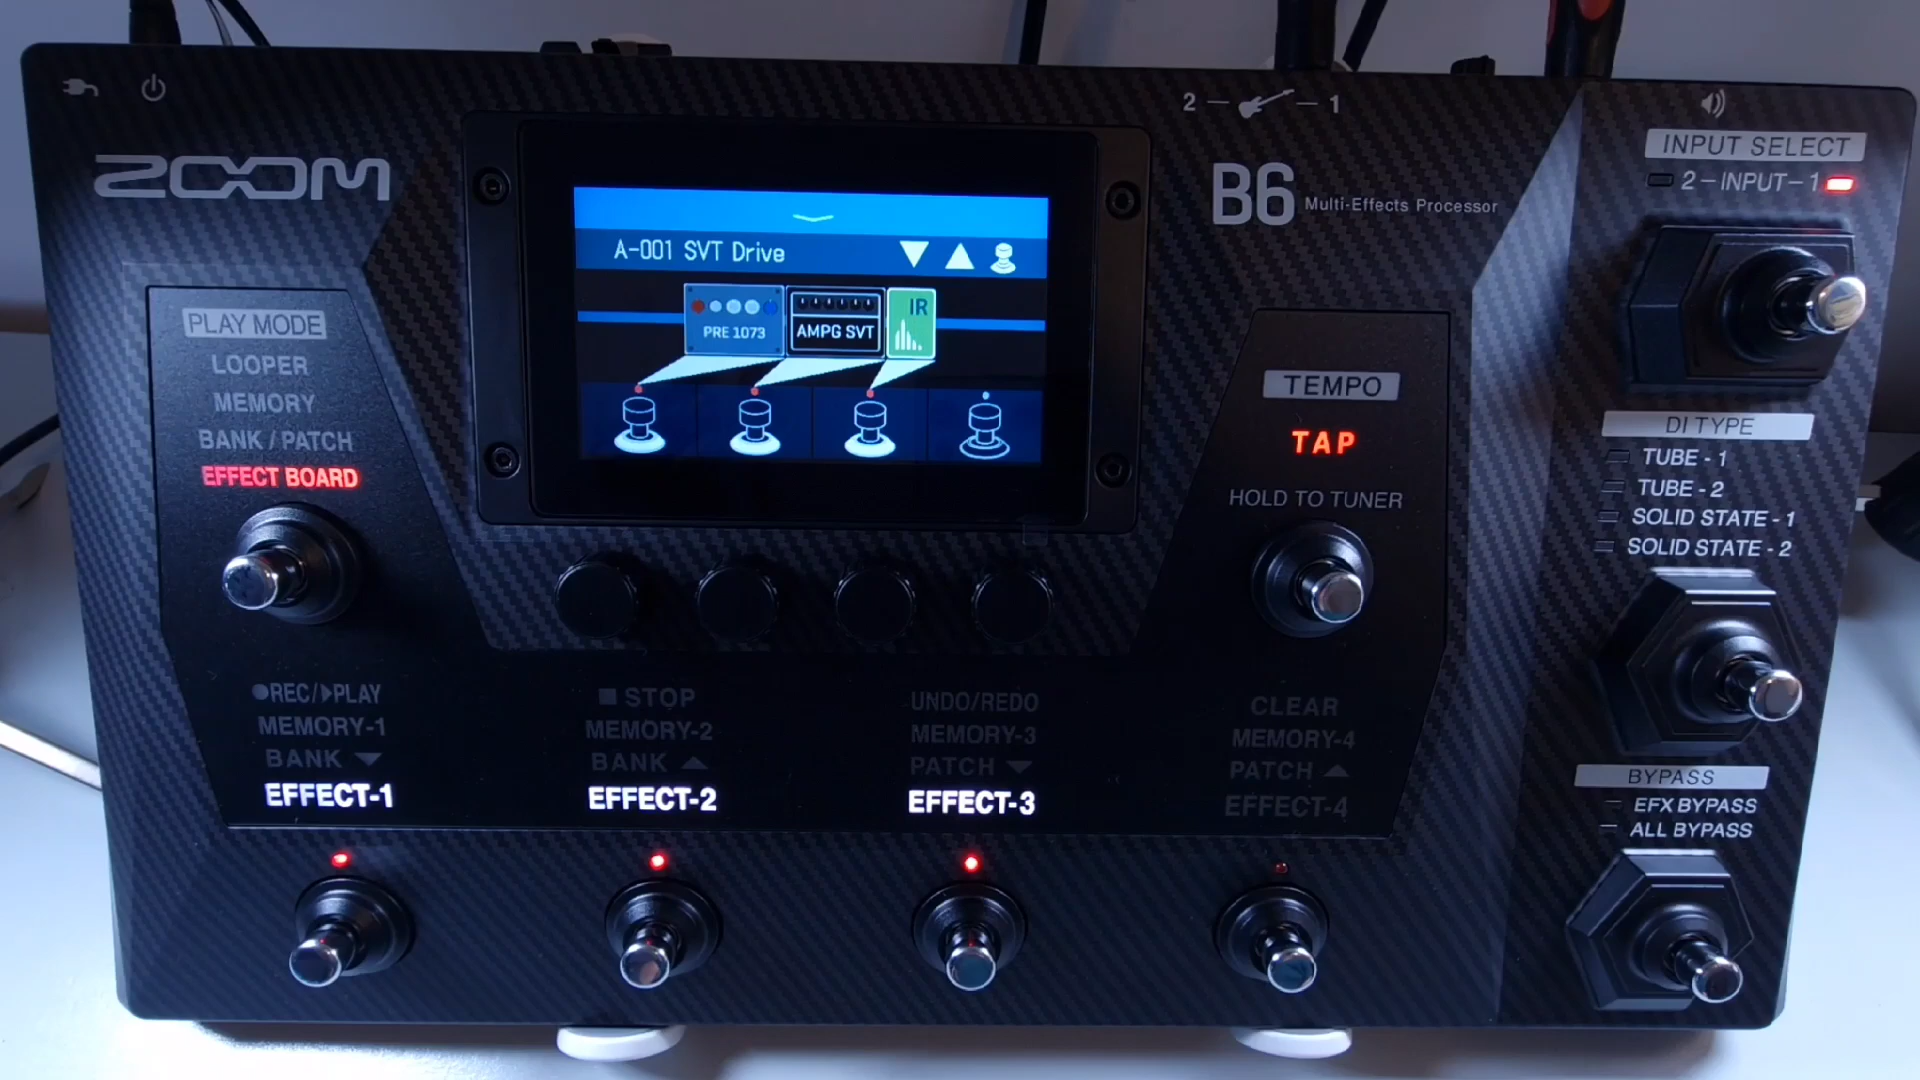 2 — — 1
ZOOM
B6 Multi-Effects Processor
INPUT SELECT
2 – INPUT – 1
A-001 SVT Drive
PRE 1073
AMPG SVT
IR
PLAY MODE
LOOPER
MEMORY
BANK / PATCH
EFFECT BOARD
TEMPO
TAP
HOLD TO TUNER
DI TYPE
TUBE - 1
TUBE - 2
SOLID STATE - 1
SOLID STATE - 2
●REC/▶PLAY
MEMORY-1
BANK ▼
EFFECT-1
■ STOP
MEMORY-2
BANK ▲
EFFECT-2
UNDO/REDO
MEMORY-3
PATCH ▼
EFFECT-3
CLEAR
MEMORY-4
PATCH ▲
EFFECT-4
BYPASS
EFX BYPASS
ALL BYPASS